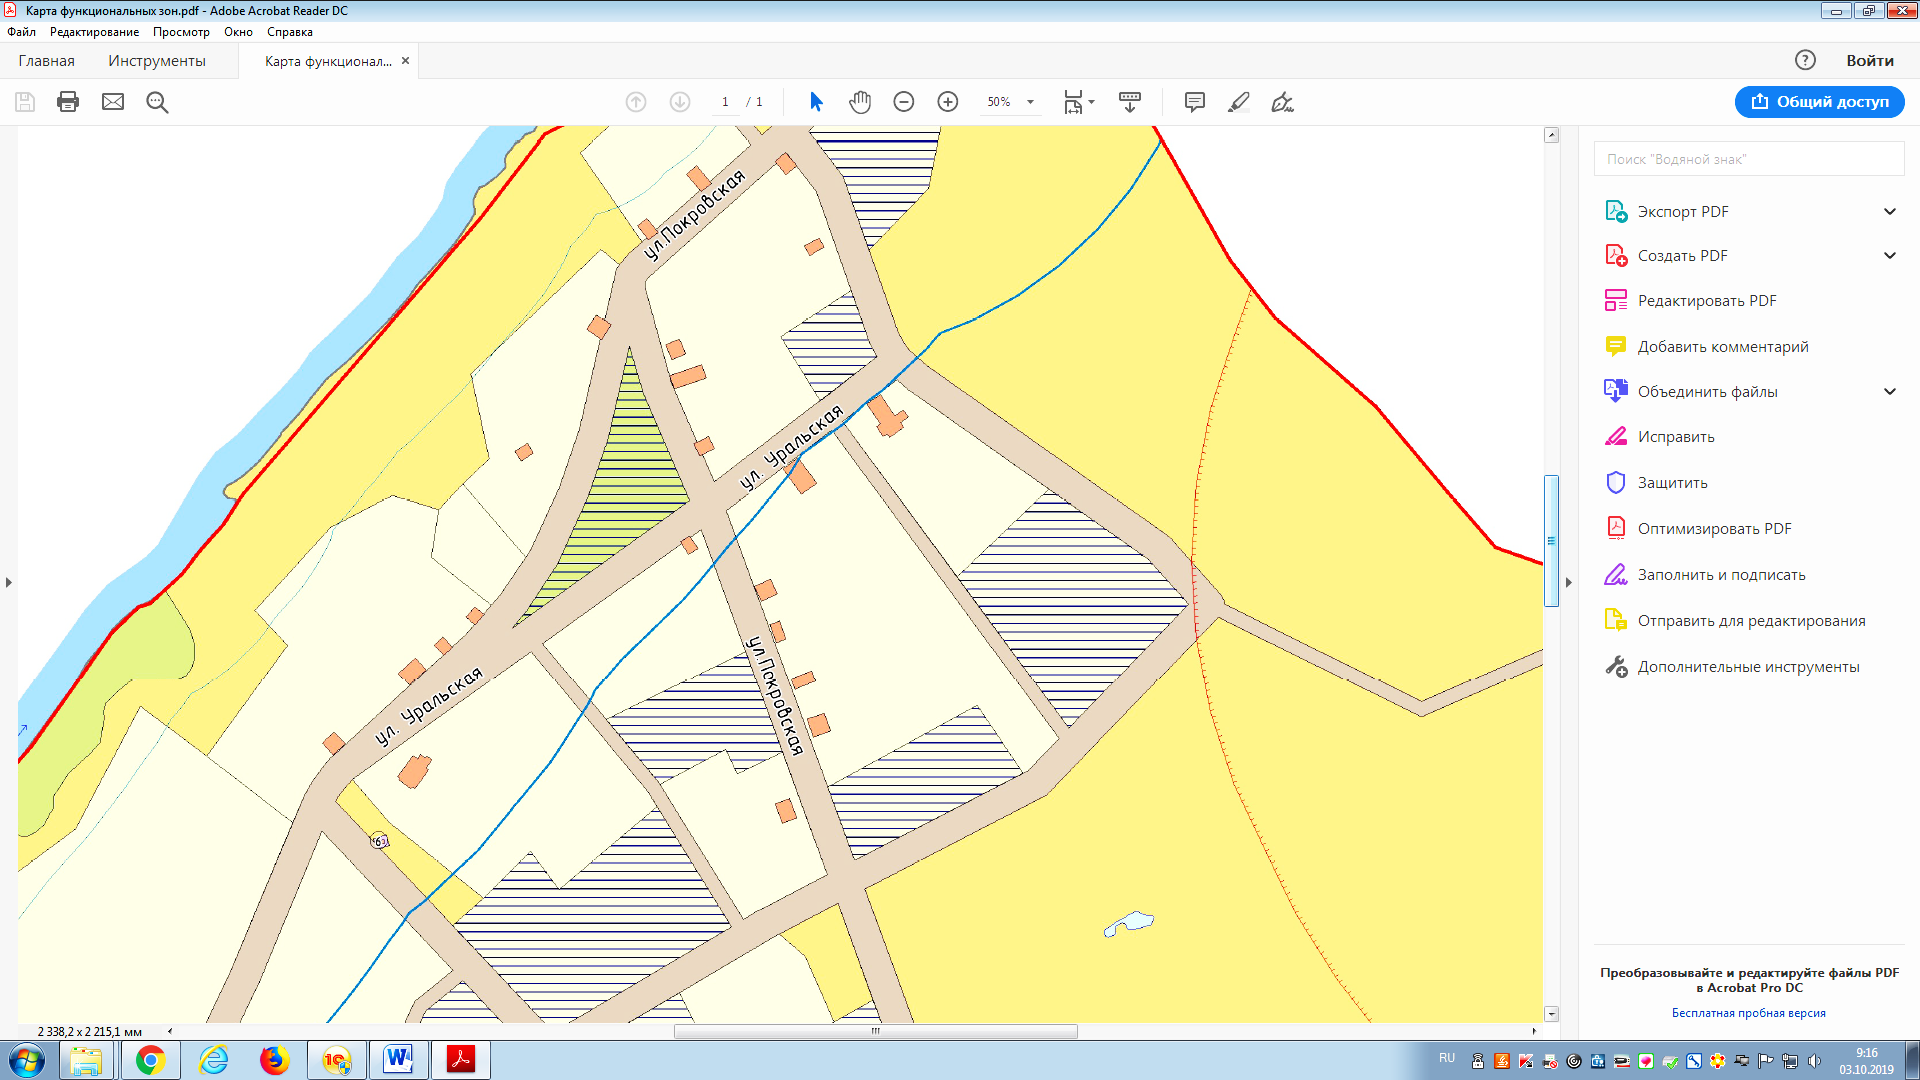 Карта функциональных зон.pdf - Adobe Acrobat Reader DC
Файл Редактирование Просмотр Окно Справка
Главная Инструменты Карта функционал... ×
Войти
1 / 1
50%
Общий доступ
ул.Покровская
ул. Уральская
ул.Покровская
ул. Уральская
Поиск "Водяной знак"
Экспорт PDF
Создать PDF
Редактировать PDF
Добавить комментарий
Объединить файлы
Исправить
Защитить
Оптимизировать PDF
Заполнить и подписать
Отправить для редактирования
Дополнительные инструменты
Преобразовывайте и редактируйте файлы PDF
в Acrobat Pro DC
Бесплатная пробная версия
2 338,2 x 2 215,1 мм
RU
9:16
03.10.2019